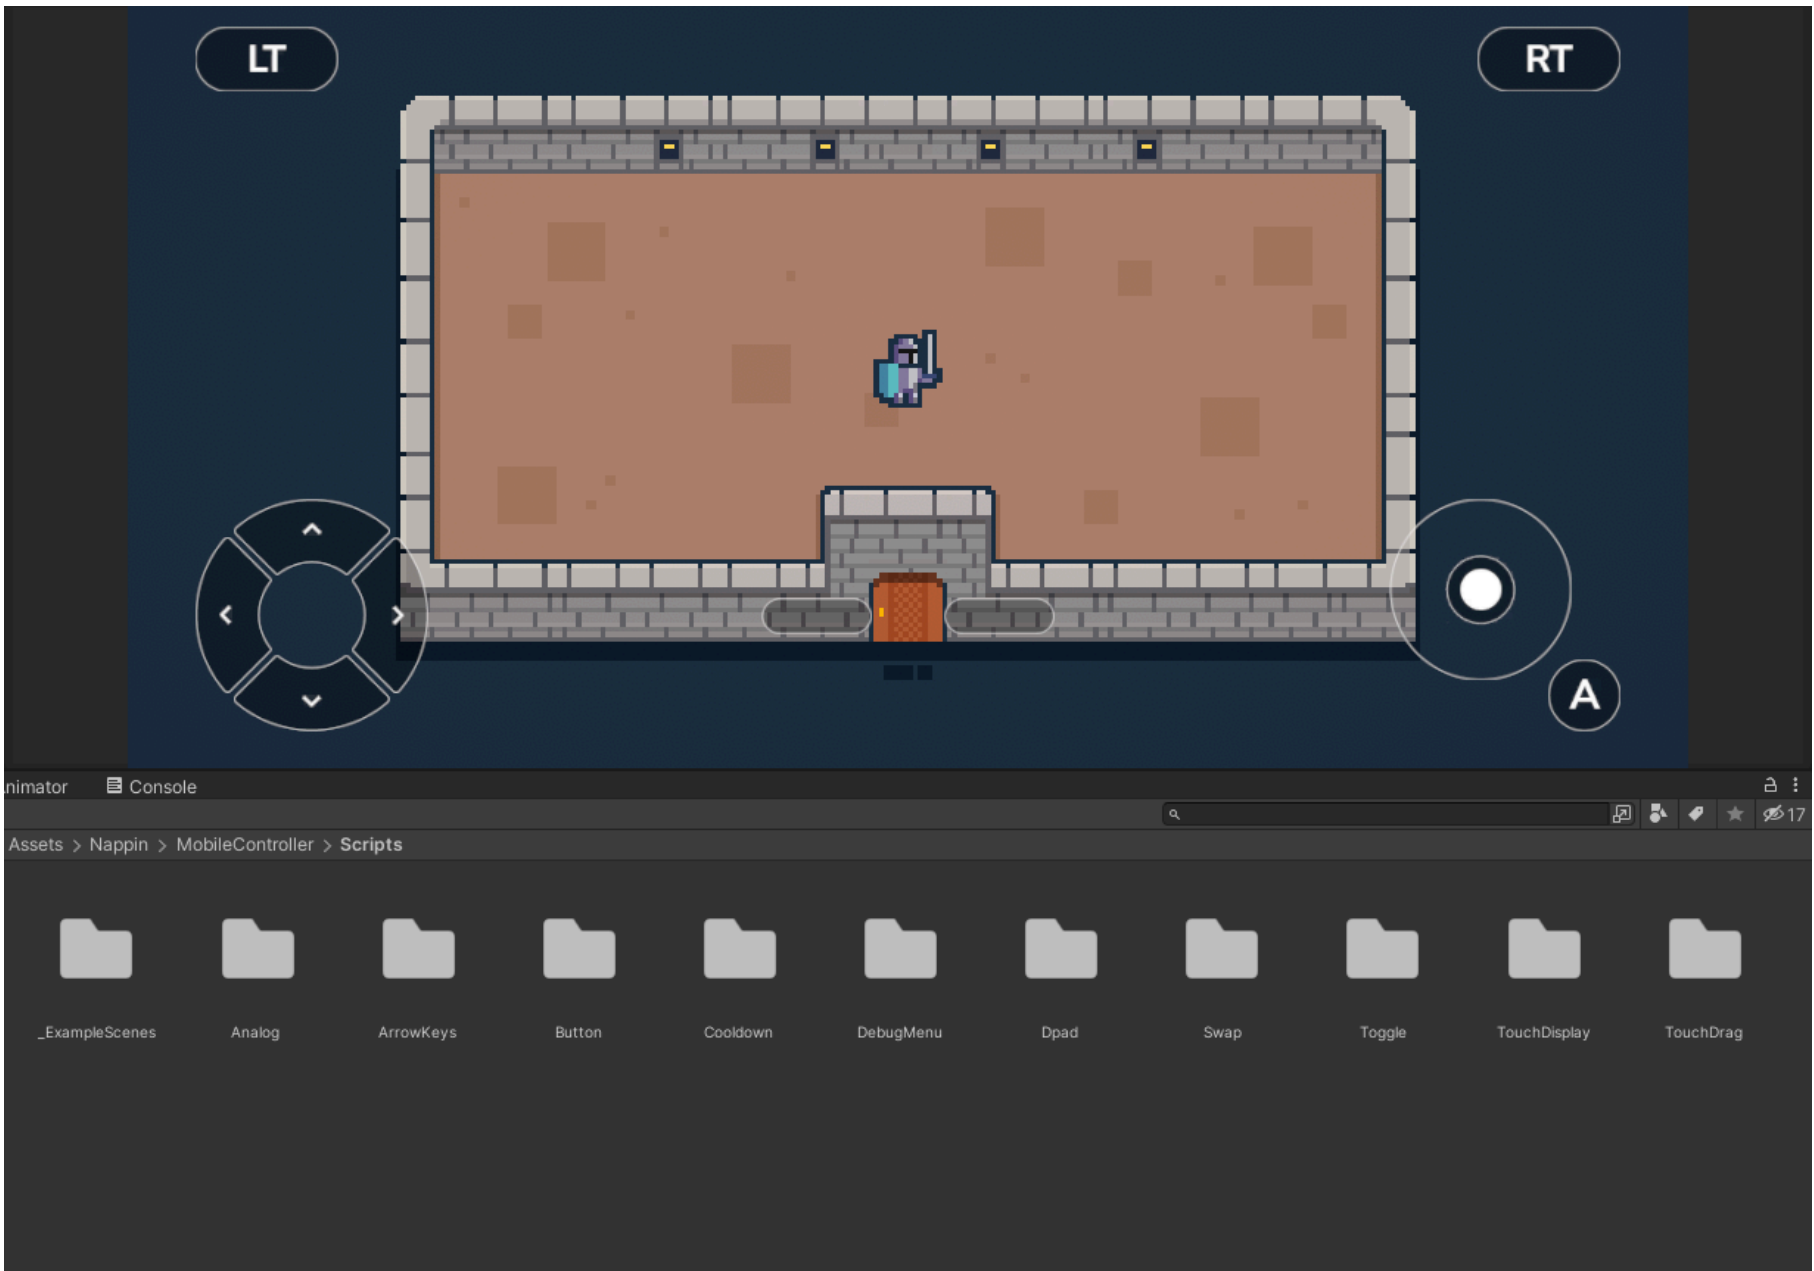 LT
RT
A
nimator
Console
17
Assets > Nappin > MobileController > Scripts
_ExampleScenes
Analog
ArrowKeys
Button
Cooldown
DebugMenu
Dpad
Swap
Toggle
TouchDisplay
TouchDrag